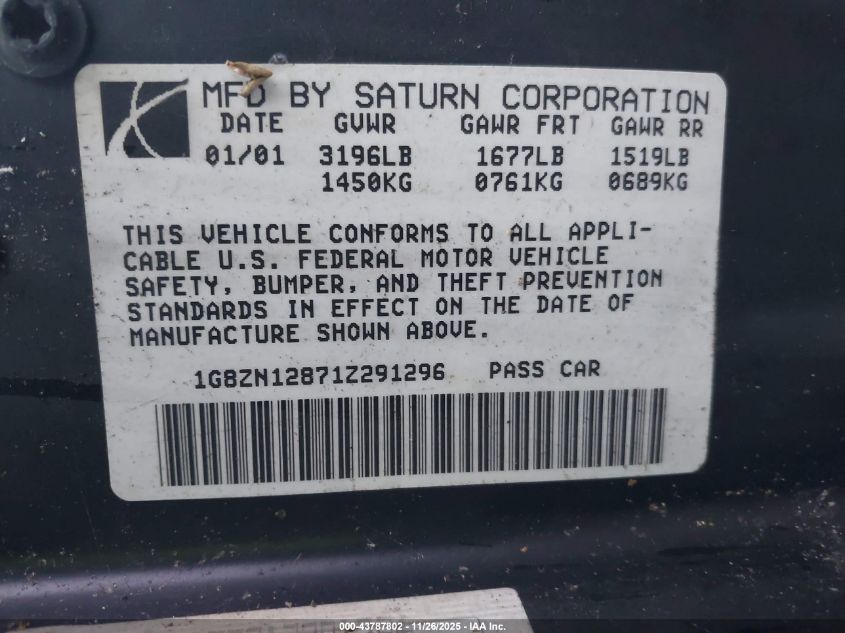 MFD BY SATURN CORPORATION
DATE GVWR GAWR FRT GAWR RR
01/01 3196LB 1677LB 1519LB
1450KG 0761KG 0689KG
THIS VEHICLE CONFORMS TO ALL APPLI-
CABLE U.S. FEDERAL MOTOR VEHICLE
SAFETY, BUMPER, AND THEFT PREVENTION
STANDARDS IN EFFECT ON THE DATE OF
MANUFACTURE SHOWN ABOVE.
1G8ZN12871Z291296 PASS CAR
000-43787802 - 11/26/2025 - IAA Inc.